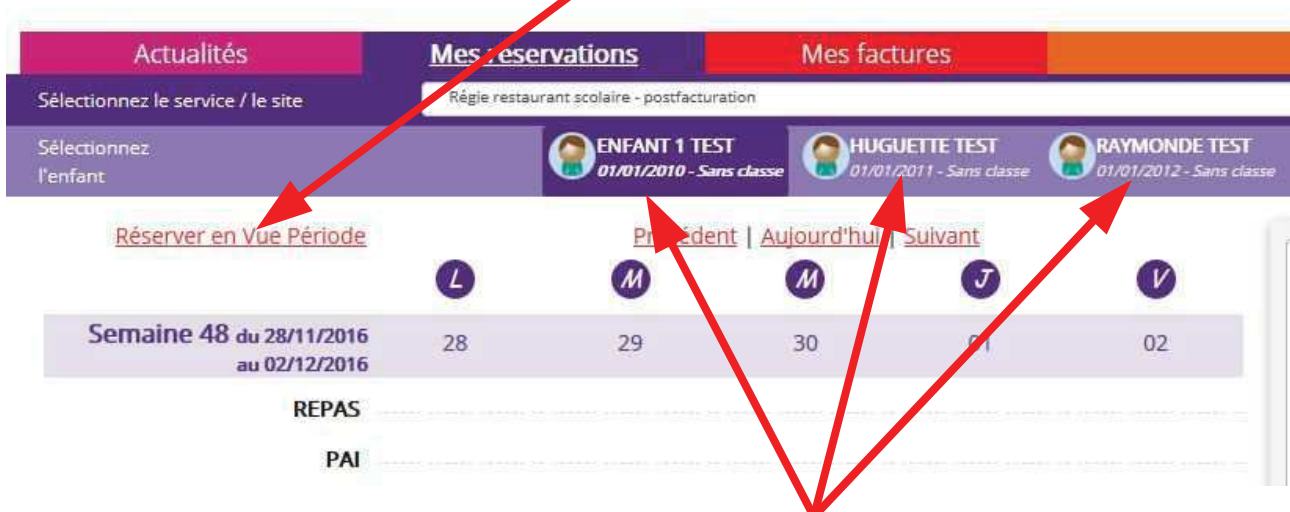 Actualités Mes réservations Mes factures
Sélectionnez le service / le site Régie restaurant scolaire - postfacturation
Sélectionnez
l'enfant
ENFANT 1 TEST HUGUETTE TEST RAYMONDE TEST
01/01/2010 - Sans classe 01/01/2011 - Sans classe 01/01/2012 - Sans classe
Réserver en Vue Période Précédent | Aujourd'hui | Suivant
L M M J V
Semaine 48 du 28/11/2016 28 29 30 01 02
au 02/12/2016
REPAS
PAI